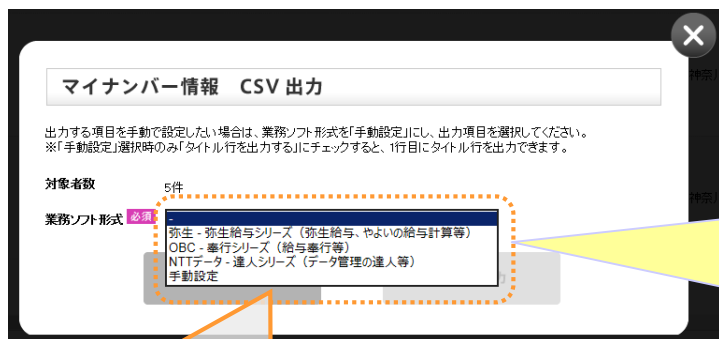 マイナンバー情報 CSV 出力
出力する項目を手動で設定したい場合は、業務ソフト形式を「手動設定」にし、出力項目を選択してください。
※「手動設定」選択時のみ「タイトル行を出力する」にチェックすると、1行目にタイトル行を出力できます。
対象者数 5件
業務ソフト形式 必須 -
弥生 - 弥生給与シリーズ（弥生給与、やよいの給与計算等）
OBC - 奉行シリーズ（給与奉行等）
NTTデータ - 達人シリーズ（データ管理の達人等）
手動設定